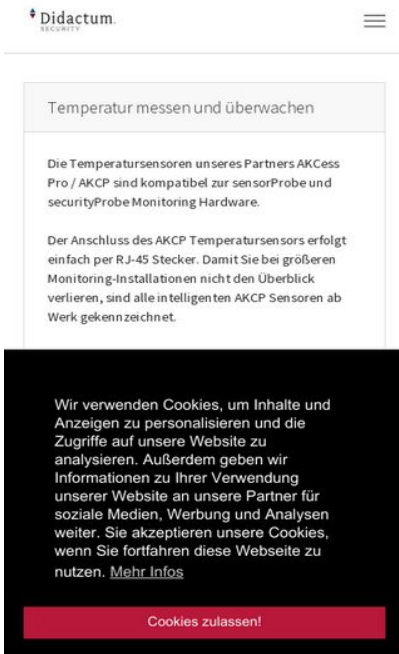 Didactum
SECURITY
Temperatur messen und überwachen
Die Temperatursensoren unseres Partners AKCess
Pro / AKCP sind kompatibel zur sensorProbe und
securityProbe Monitoring Hardware.
Der Anschluss des AKCP Temperatursensors erfolgt
einfach per RJ-45 Stecker. Damit Sie bei größeren
Monitoring-Installationen nicht den Überblick
verlieren, sind alle intelligenten AKCP Sensoren ab
Werk gekennzeichnet.
Wir verwenden Cookies, um Inhalte und
Anzeigen zu personalisieren und die
Zugriffe auf unsere Website zu
analysieren. Außerdem geben wir
Informationen zu Ihrer Verwendung
unserer Website an unsere Partner für
soziale Medien, Werbung und Analysen
weiter. Sie akzeptieren unsere Cookies,
wenn Sie fortfahren diese Webseite zu
nutzen. Mehr Infos
Cookies zulassen!